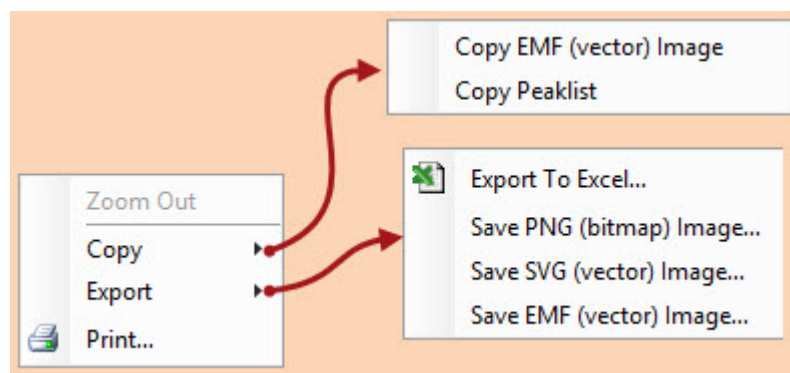 Copy EMF (vector) Image
Copy Peaklist
Zoom Out
Copy
Export
Print...
Export To Excel...
Save PNG (bitmap) Image...
Save SVG (vector) Image...
Save EMF (vector) Image...